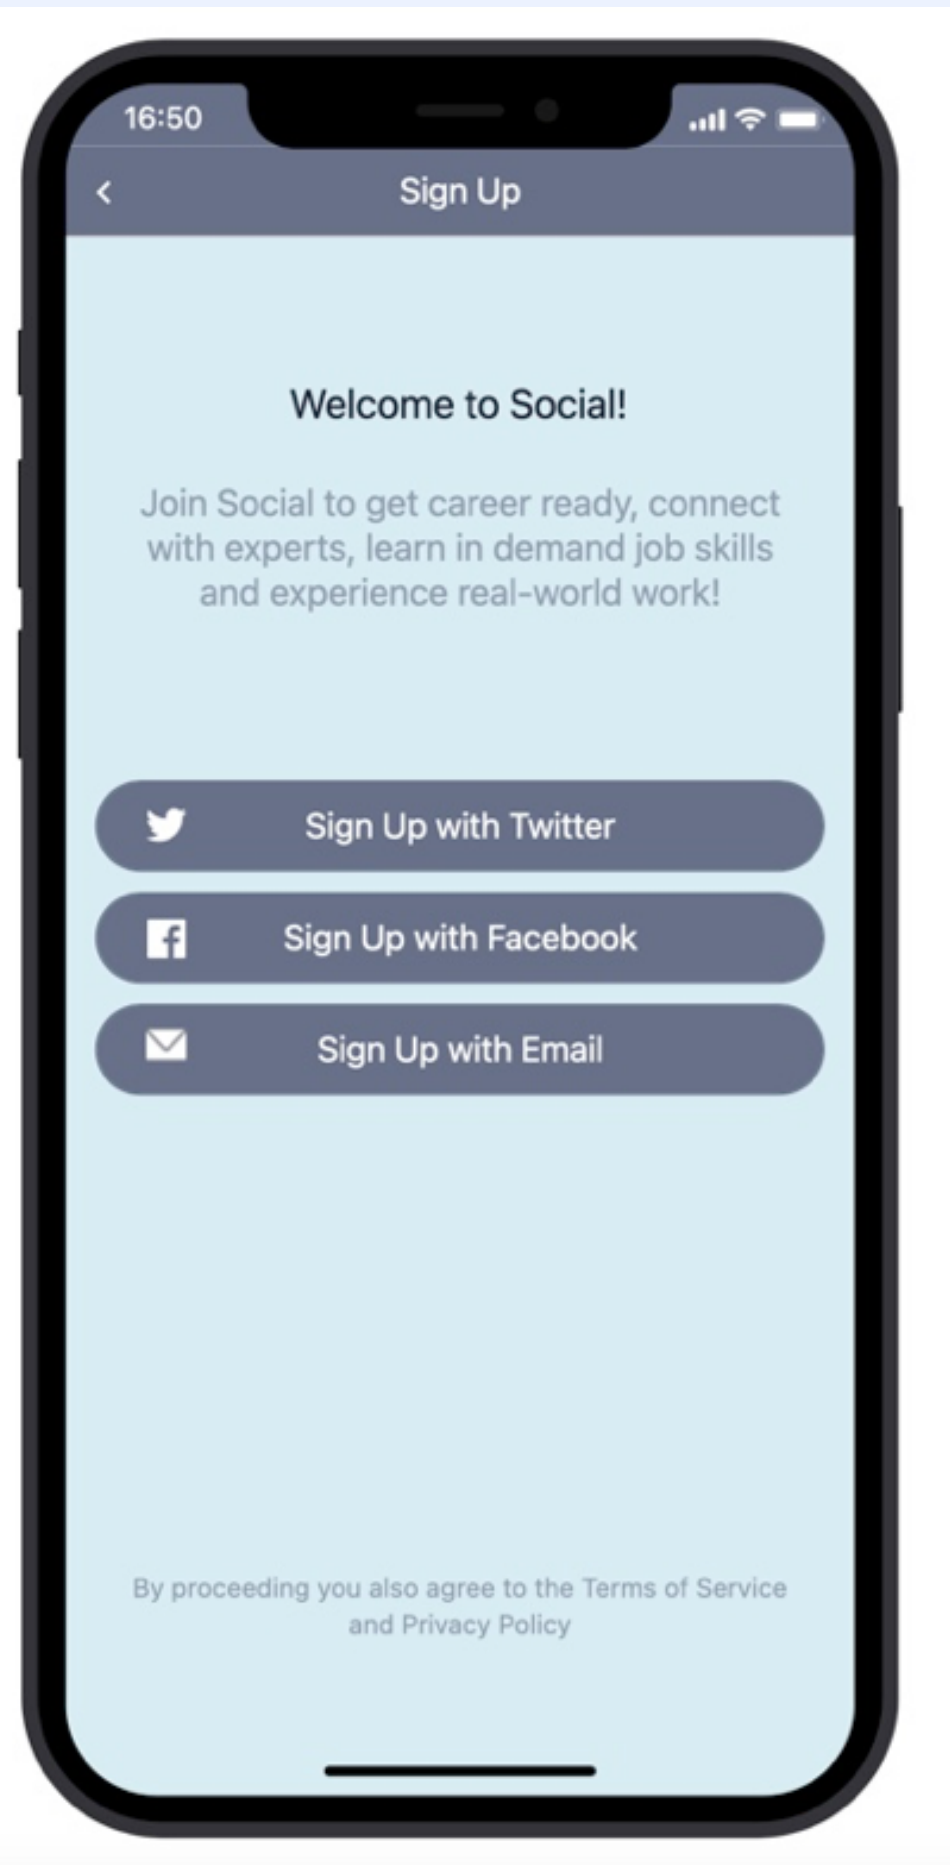 16:50
Sign Up
Welcome to Social!
Join Social to get career ready, connect
with experts, learn in demand job skills
and experience real-world work!
Sign Up with Twitter
Sign Up with Facebook
Sign Up with Email
By proceeding you also agree to the Terms of Service
and Privacy Policy